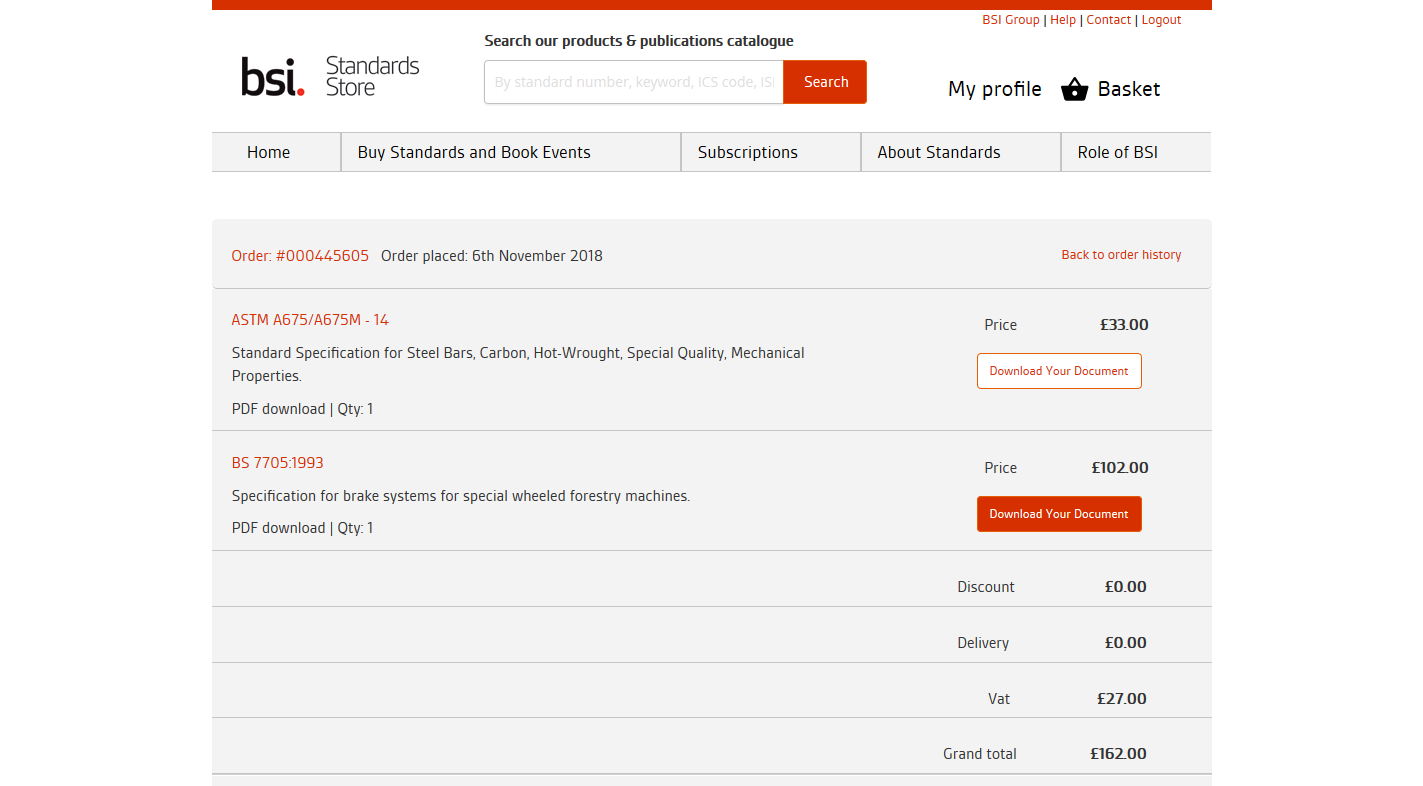 BSI Group | Help | Contact | Logout
Search our products & publications catalogue
bsi. Standards Store
By standard number, keyword, ICS code, ISI
Search
My profile
Basket
Home
Buy Standards and Book Events
Subscriptions
About Standards
Role of BSI
Order: #000445605 Order placed: 6th November 2018
Back to order history
ASTM A675/A675M - 14
Price £33.00
Standard Specification for Steel Bars, Carbon, Hot-Wrought, Special Quality, Mechanical
Properties.
Download Your Document
PDF download | Qty: 1
BS 7705:1993
Price £102.00
Specification for brake systems for special wheeled forestry machines.
Download Your Document
PDF download | Qty: 1
Discount £0.00
Delivery £0.00
Vat £27.00
Grand total £162.00